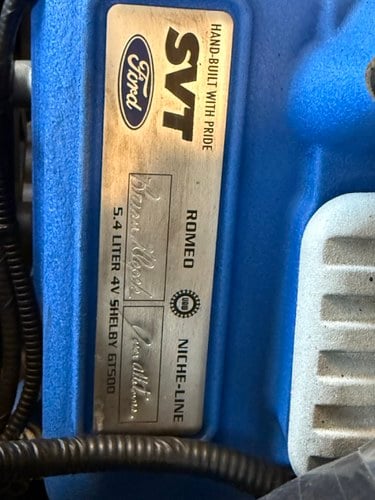 HAND-BUILT WITH PRIDE
SVT
Ford
ROMEO NICHE-LINE
5.4 LITER 4V SHELBY GT500